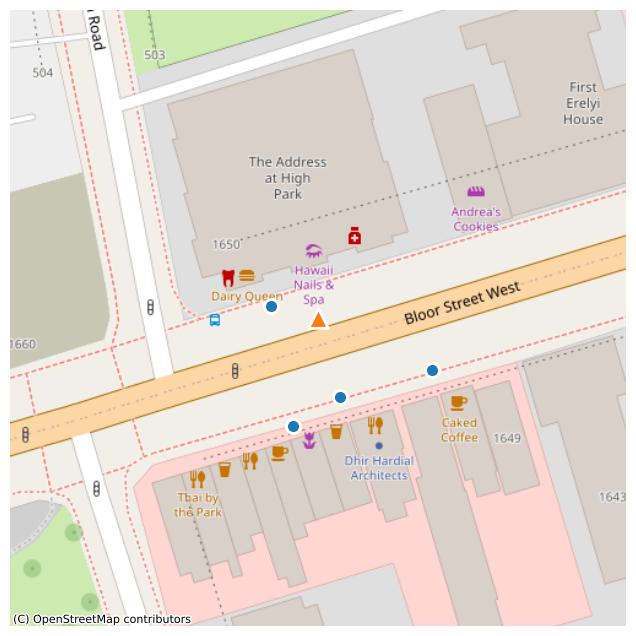 Road
503
504
First
Erelyi
House
The Address
at High
Park
Andrea's
Cookies
1650
Hawaii
Nails &
Spa
Dairy Queen
Bloor Street West
1660
Caked
Coffee
1649
Dhir Hardial
Architects
Thai by
the Park
1643
(C) OpenStreetMap contributors